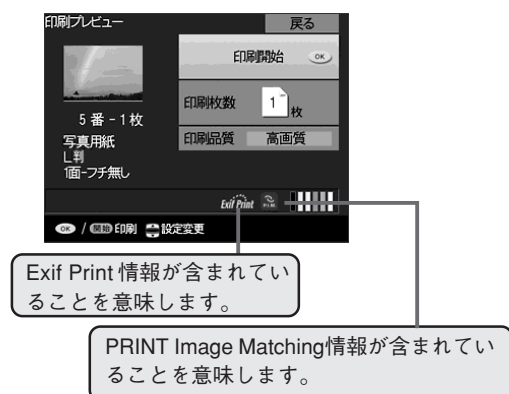 印刷プレビュー
戻る
印刷開始 OK
印刷枚数 1 枚
5 番 - 1 枚
印刷品質 高画質
写真用紙
L判
1面-フチ無し
Exif Print P.I.M.
OK / 開始 印刷 設定変更
Exif Print 情報が含まれてい
ることを意味します。
PRINT Image Matching情報が含まれてい
ることを意味します。